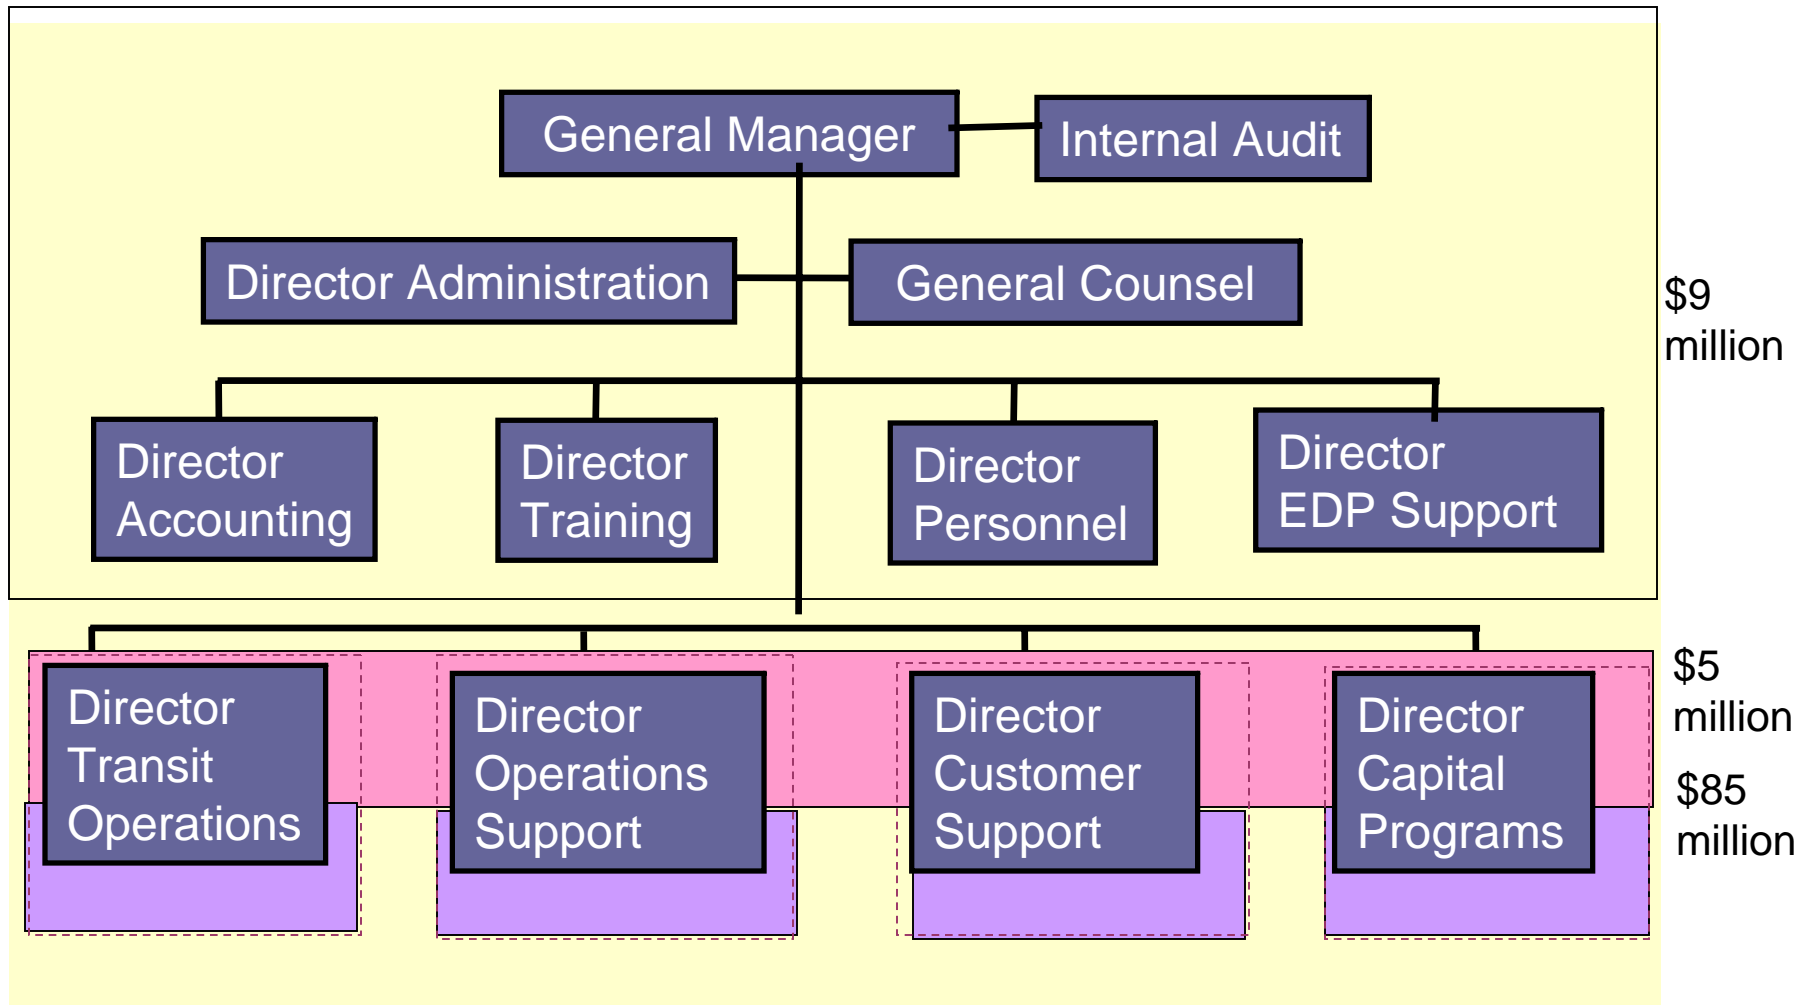 General Manager
Internal Audit
Director Administration
General Counsel
$9
million
Director
Accounting
Director
Training
Director
Personnel
Director
EDP Support
$5
million
Director
Transit
Operations
Director
Operations
Support
Director
Customer
Support
Director
Capital
Programs
$85
million